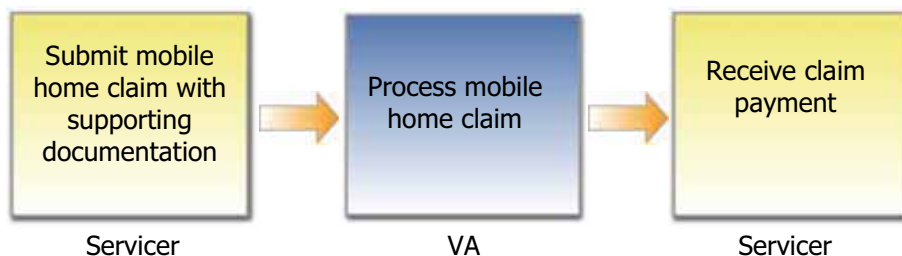 Submit mobile
home claim with
supporting
documentation
Process mobile
home claim
Receive claim
payment
Servicer
VA
Servicer